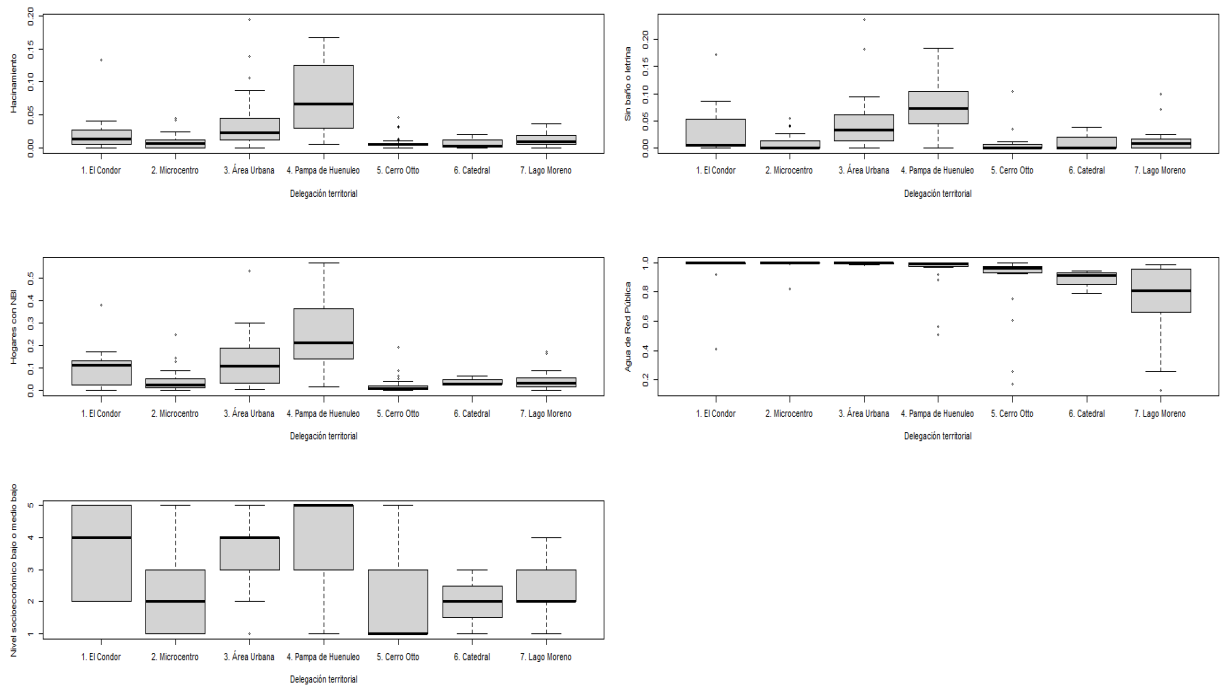 Hacinamiento
0.00 0.05 0.10 0.15 0.20
1. El Condor 2. Microcentro 3. Área Urbana 4. Pampa de Huenuleo 5. Cerro Otto 6. Catedral 7. Lago Moreno
Delegación territorial
Sin baño o letrina
0.00 0.05 0.10 0.15 0.20
1. El Condor 2. Microcentro 3. Área Urbana 4. Pampa de Huenuleo 5. Cerro Otto 6. Catedral 7. Lago Moreno
Delegación territorial
Hogares con NBI
0.0 0.1 0.2 0.3 0.4 0.5
1. El Condor 2. Microcentro 3. Área Urbana 4. Pampa de Huenuleo 5. Cerro Otto 6. Catedral 7. Lago Moreno
Delegación territorial
Agua de Red Pública
0.2 0.4 0.6 0.8 1.0
1. El Condor 2. Microcentro 3. Área Urbana 4. Pampa de Huenuleo 5. Cerro Otto 6. Catedral 7. Lago Moreno
Delegación territorial
Nivel socioeconómico bajo o medio bajo
1 2 3 4 5
1. El Condor 2. Microcentro 3. Área Urbana 4. Pampa de Huenuleo 5. Cerro Otto 6. Catedral 7. Lago Moreno
Delegación territorial